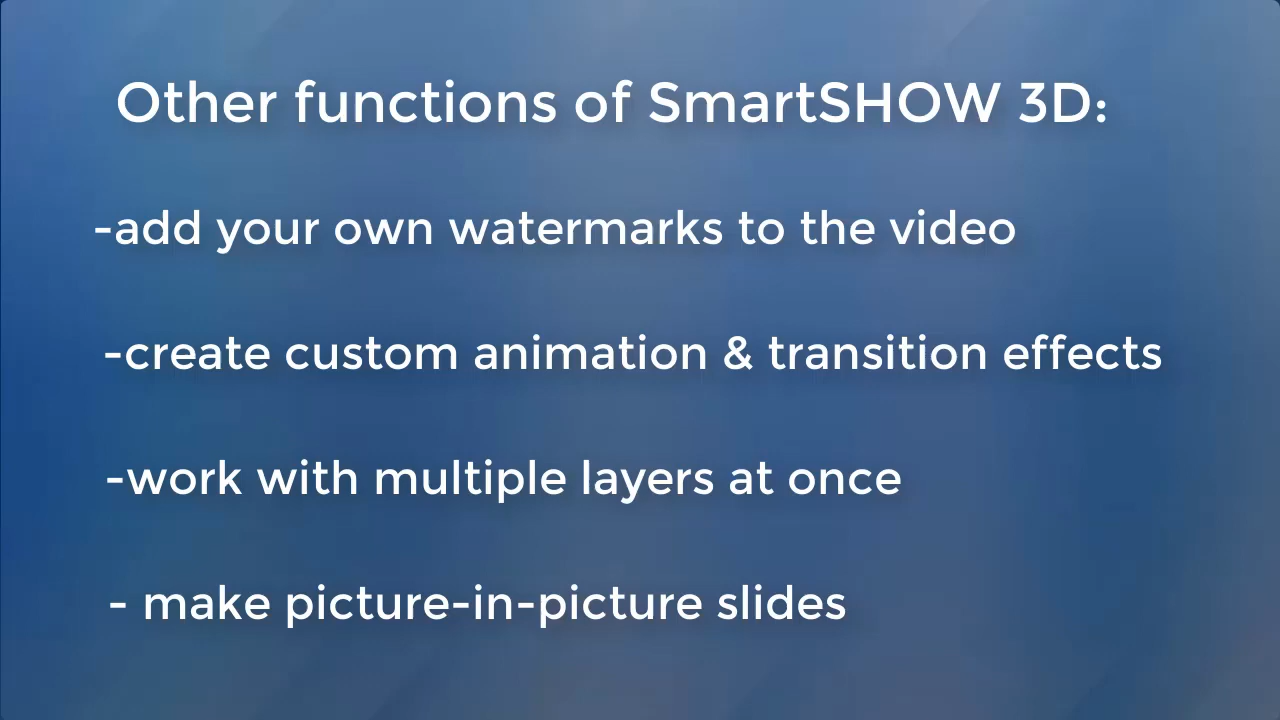 Other functions of SmartSHOW 3D:
-add your own watermarks to the video
-create custom animation & transition effects
-work with multiple layers at once
- make picture-in-picture slides